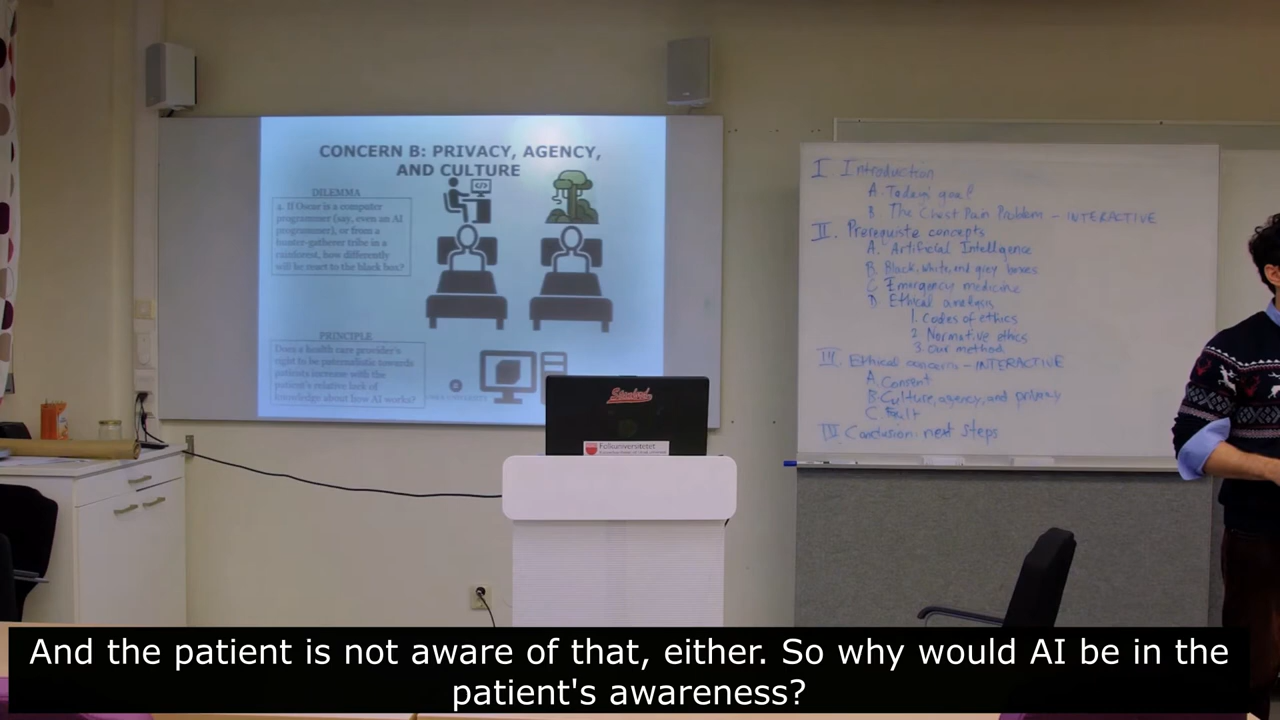 CONCERN B: PRIVACY, AGENCY,
AND CULTURE
DILEMMA
4. If Oscar is a computer
programmer (say, even an AI
programmer), or from a
hunter-gatherer tribe in a
rainforest, how differently
will he react to the black box?
PRINCIPLE
Does a health care provider's
right to be paternalistic towards
patients increase with the
patient's relative lack of
knowledge about how AI works?
UNIVERSITY
Stanford
Folkuniversitetet
I Introduction
A. Today's goal
B The Chest Pain Problem - INTERACTIVE
II. Prerequiste concepts
A. Artificial Intelligence
B. Black, white, and grey boxes
C Emergency medicine
D Ethical analysis
1. Codes of ethics
2 Normative ethics
3. Our method
III. Ethical concerns - INTERACTIVE
A. Consent
B. Culture, agency, and privacy
C. Fault
IV Conclusion: next steps
And the patient is not aware of that, either. So why would AI be in the
patient's awareness?